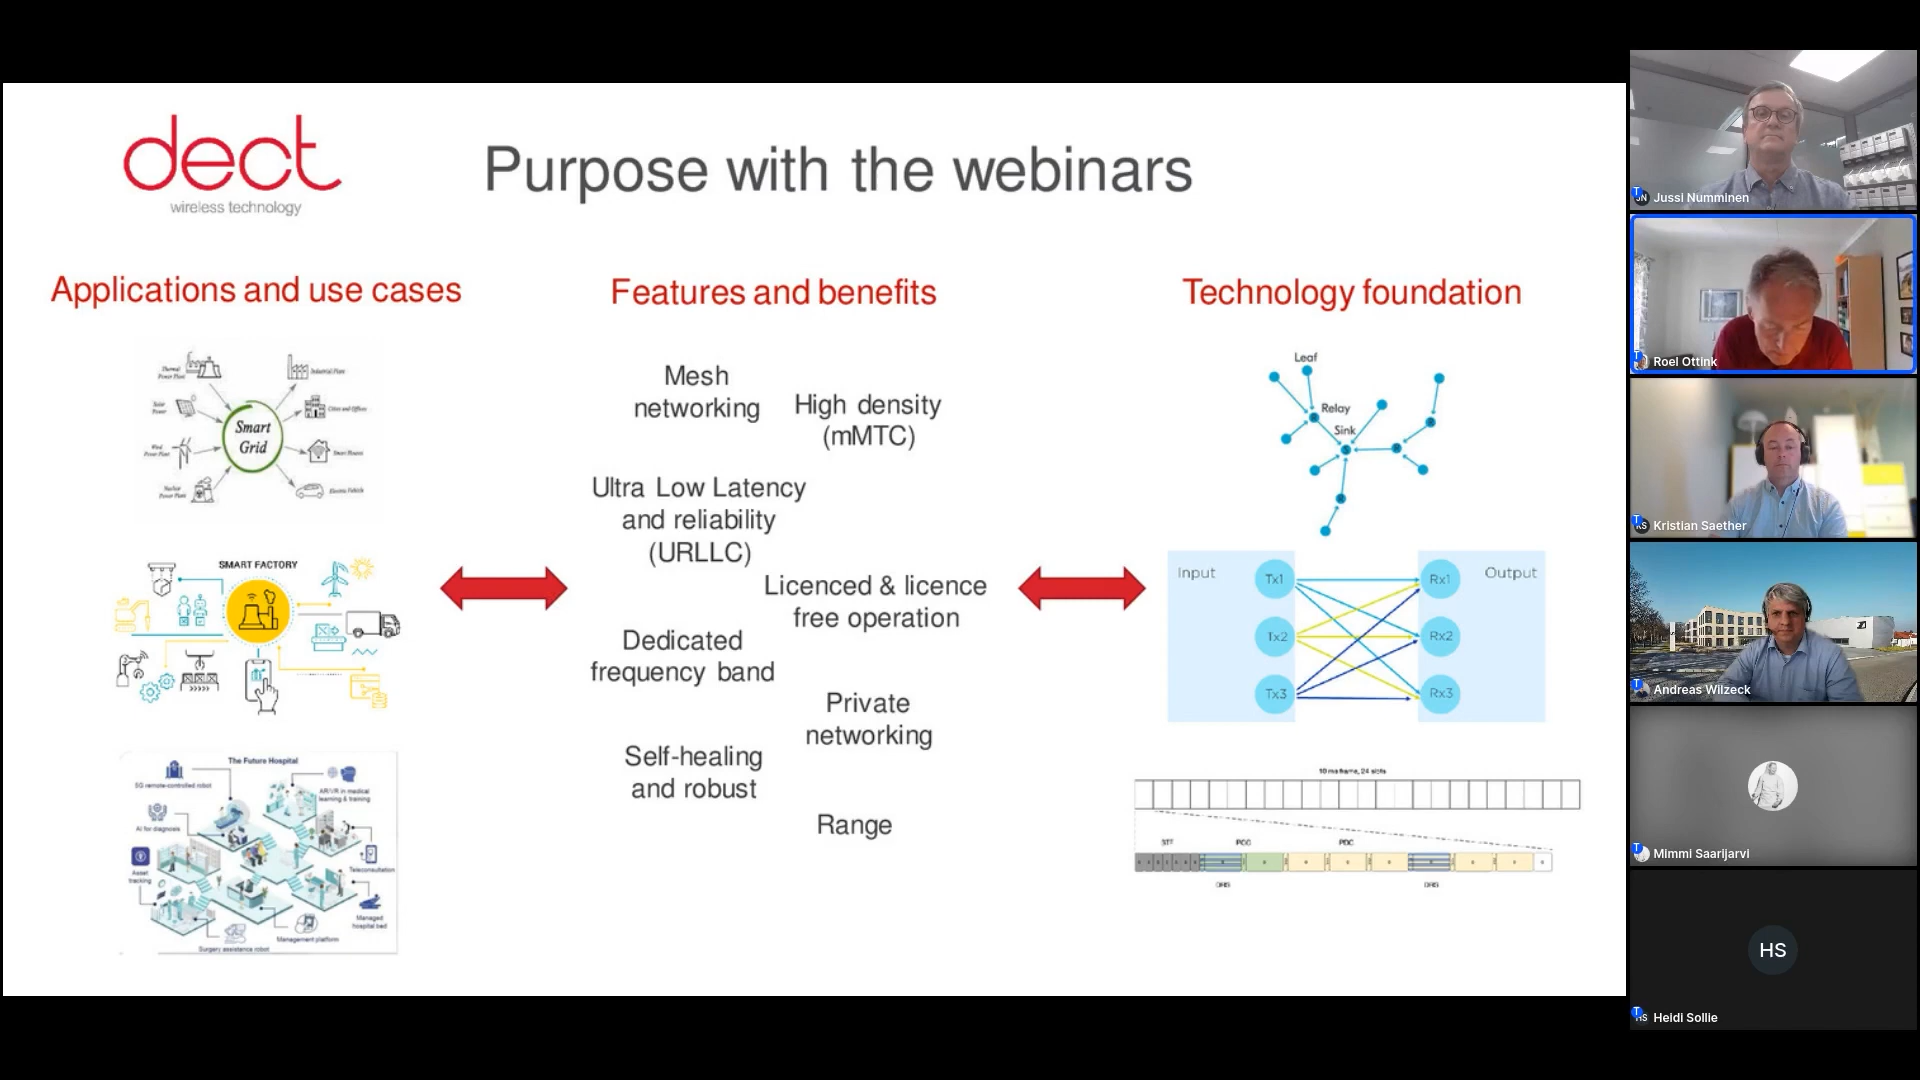 dect
wireless technology
Purpose with the webinars
Applications and use cases
Thermal
Power Plant
Solar
Power
Wind
Power Plant
Nuclear
Power Plant
Smart
Grid
Industrial Plant
Cities and Offices
Smart Houses
Electric Vehicle
SMART FACTORY
The Future Hospital
5G remote-controlled robot
AR/VR in medical
learning & training
AI for diagnosis
Asset
tracking
Teleconsultation
Managed
hospital bed
Management platform
Surgery assistance robot
Features and benefits
Mesh
networking
High density
(mMTC)
Ultra Low Latency
and reliability
(URLLC)
Licenced & licence
free operation
Dedicated
frequency band
Private
networking
Self-healing
and robust
Range
Technology foundation
Leaf
Relay
Sink
Input
Output
Tx1
Rx1
Tx2
Rx2
Tx3
Rx3
10 ms frame, 24 slots
STF
PCC
PDC
DRS
DRS
Jussi Numminen
Roel Ottink
KS
Kristian Saether
Andreas Wilzeck
Mimmi Saarijarvi
HS
HS
Heidi Sollie